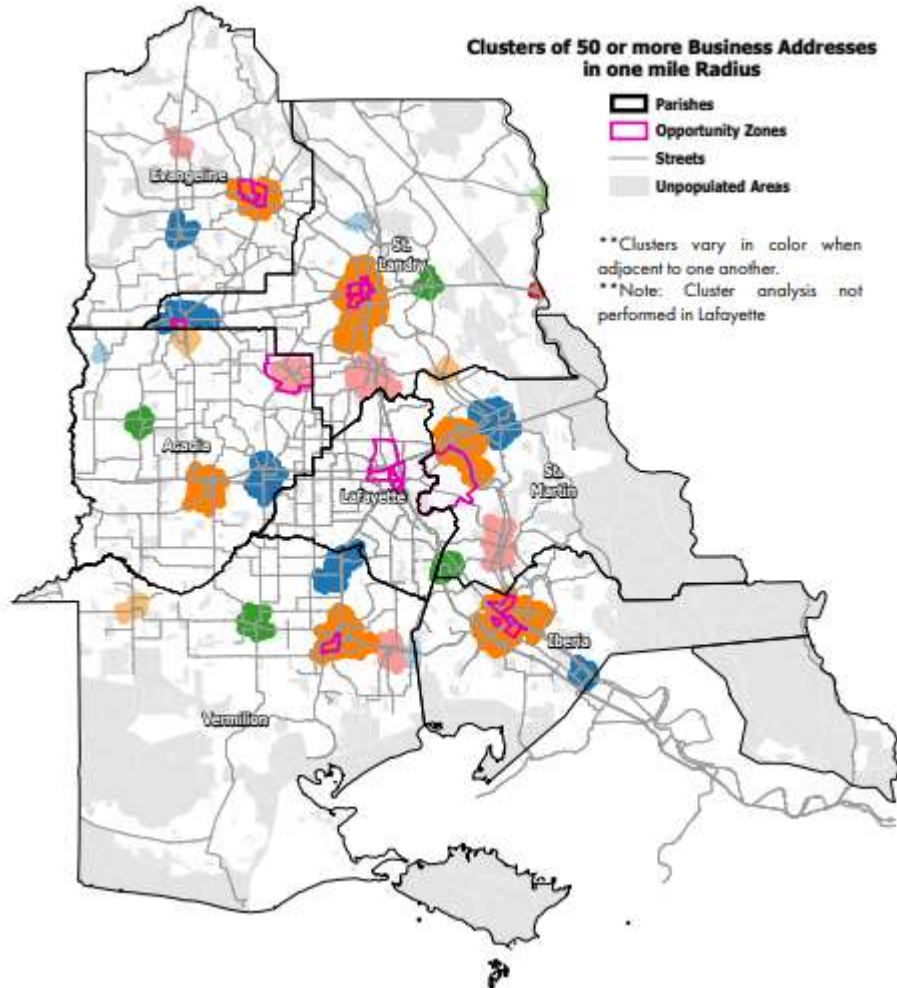 Clusters of 50 or more Business Addresses
in one mile Radius
Parishes
Opportunity Zones
Streets
Unpopulated Areas
**Clusters vary in color when
adjacent to one another.
**Note: Cluster analysis not
performed in Lafayette
Evangeline
St.
Landry
Acadia
Lafayette
St.
Martin
Iberia
Vermilion